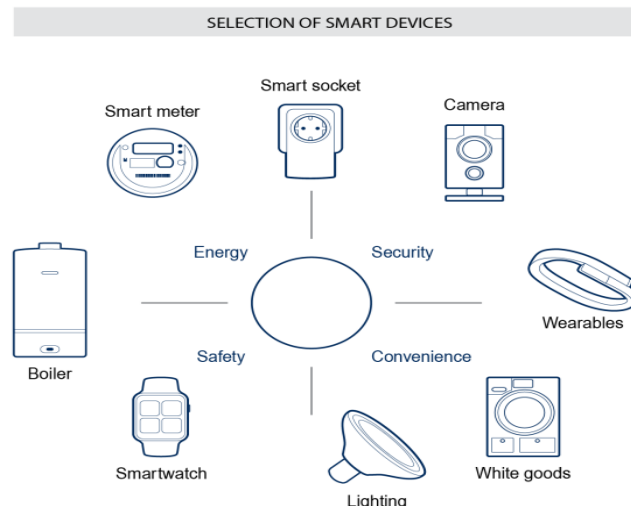 SELECTION OF SMART DEVICES
Smart socket
Smart meter
Camera
Energy
Security
Wearables
Boiler
Safety
Convenience
Smartwatch
White goods
Lighting